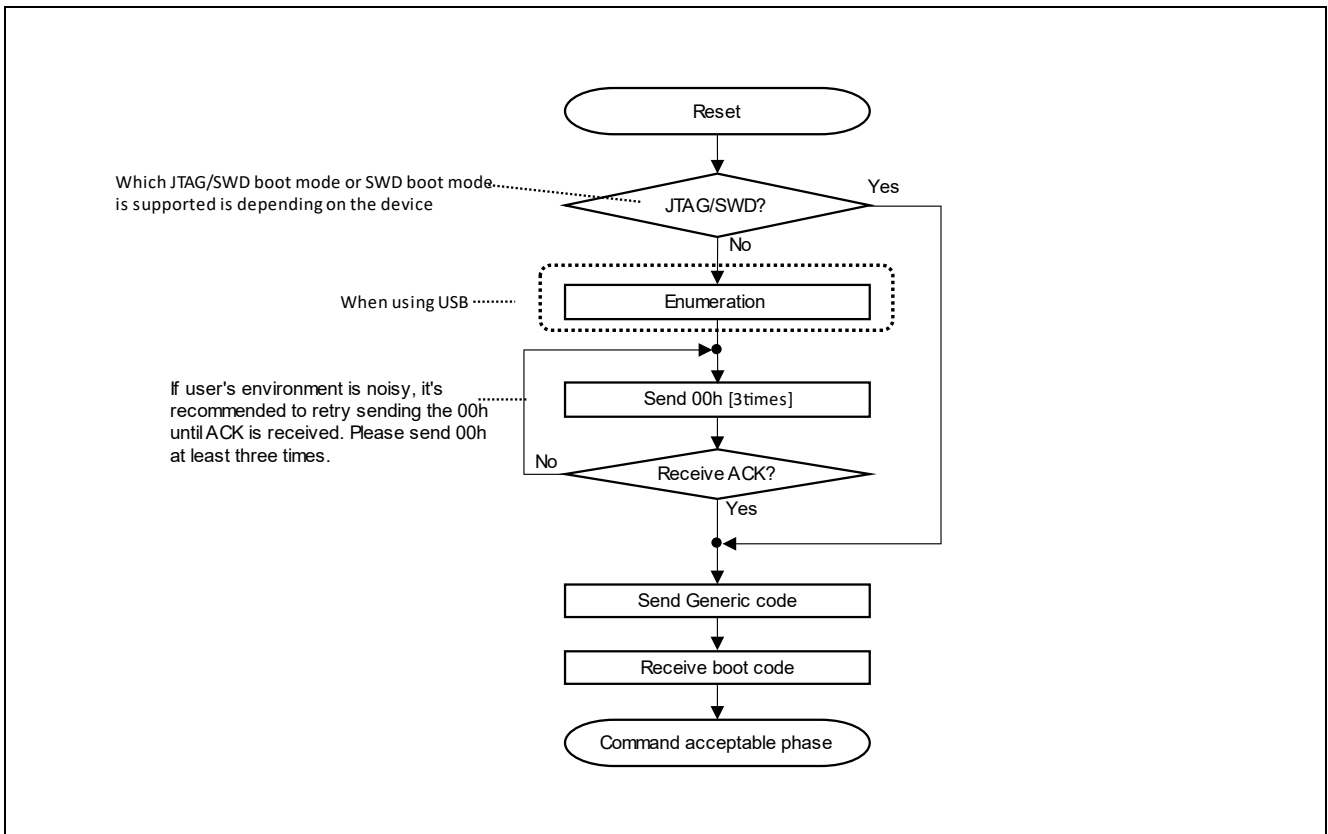 Reset
Which JTAG/SWD boot mode or SWD boot mode
is supported is depending on the device
JTAG/SWD?
Yes
No
When using USB
Enumeration
If user's environment is noisy, it's
recommended to retry sending the 00h
until ACK is received. Please send 00h
at least three times.
Send 00h [3times]
No
Receive ACK?
Yes
Send Generic code
Receive boot code
Command acceptable phase